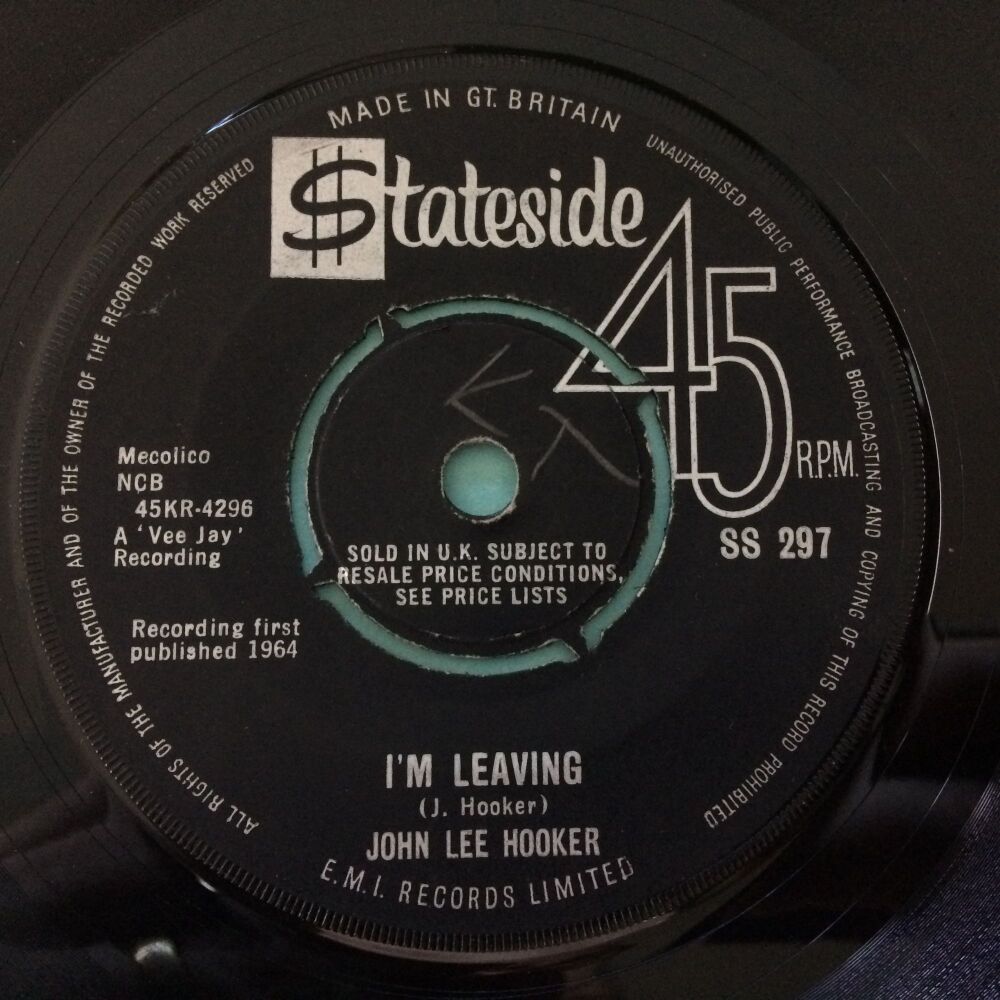 MADE IN GT. BRITAIN
UNAUTHORISED PUBLIC PERFORMANCE BROADCASTING AND COPYING OF THIS RECORD PROHIBITED
ALL RIGHTS OF THE MANUFACTURER AND OF THE OWNER OF THE RECORDED WORK RESERVED
$tateside
45
R.P.M.
Mecolico
NCB
45KR-4296
A 'Vee Jay'
Recording
SS 297
SOLD IN U.K. SUBJECT TO
RESALE PRICE CONDITIONS,
SEE PRICE LISTS
Recording first
published 1964
I'M LEAVING
(J. Hooker)
JOHN LEE HOOKER
E.M.I. RECORDS LIMITED